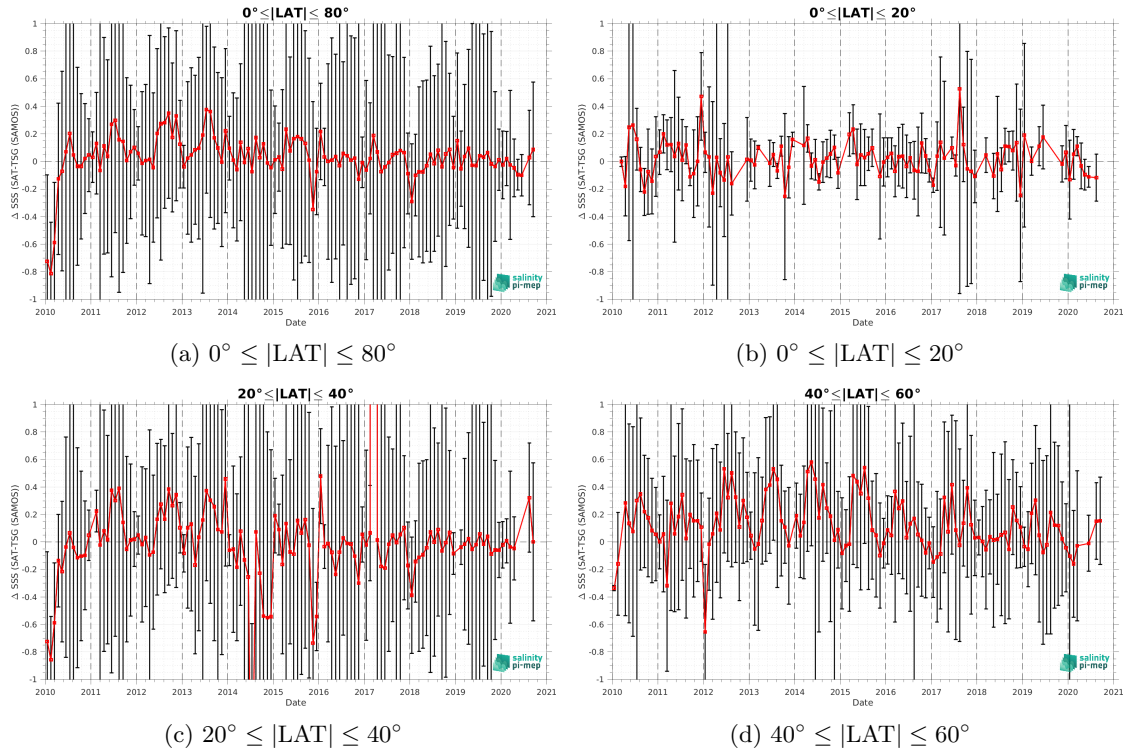 0°≤|LAT|≤ 80°
Δ SSS (SAT-TSG (SAMOS))
1
0.8
0.6
0.4
0.2
0
-0.2
-0.4
-0.6
-0.8
-1
2010 2011 2012 2013 2014 2015 2016 2017 2018 2019 2020 2021
Date
salinity
pi-mep
(a) 0° ≤ |LAT| ≤ 80°
0°≤|LAT|≤ 20°
Δ SSS (SAT-TSG (SAMOS))
1
0.8
0.6
0.4
0.2
0
-0.2
-0.4
-0.6
-0.8
-1
2010 2011 2012 2013 2014 2015 2016 2017 2018 2019 2020 2021
Date
salinity
pi-mep
(b) 0° ≤ |LAT| ≤ 20°
20°≤|LAT|≤ 40°
Δ SSS (SAT-TSG (SAMOS))
1
0.8
0.6
0.4
0.2
0
-0.2
-0.4
-0.6
-0.8
-1
2010 2011 2012 2013 2014 2015 2016 2017 2018 2019 2020 2021
Date
salinity
pi-mep
(c) 20° ≤ |LAT| ≤ 40°
40°≤|LAT|≤ 60°
Δ SSS (SAT-TSG (SAMOS))
1
0.8
0.6
0.4
0.2
0
-0.2
-0.4
-0.6
-0.8
-1
2010 2011 2012 2013 2014 2015 2016 2017 2018 2019 2020 2021
Date
salinity
pi-mep
(d) 40° ≤ |LAT| ≤ 60°